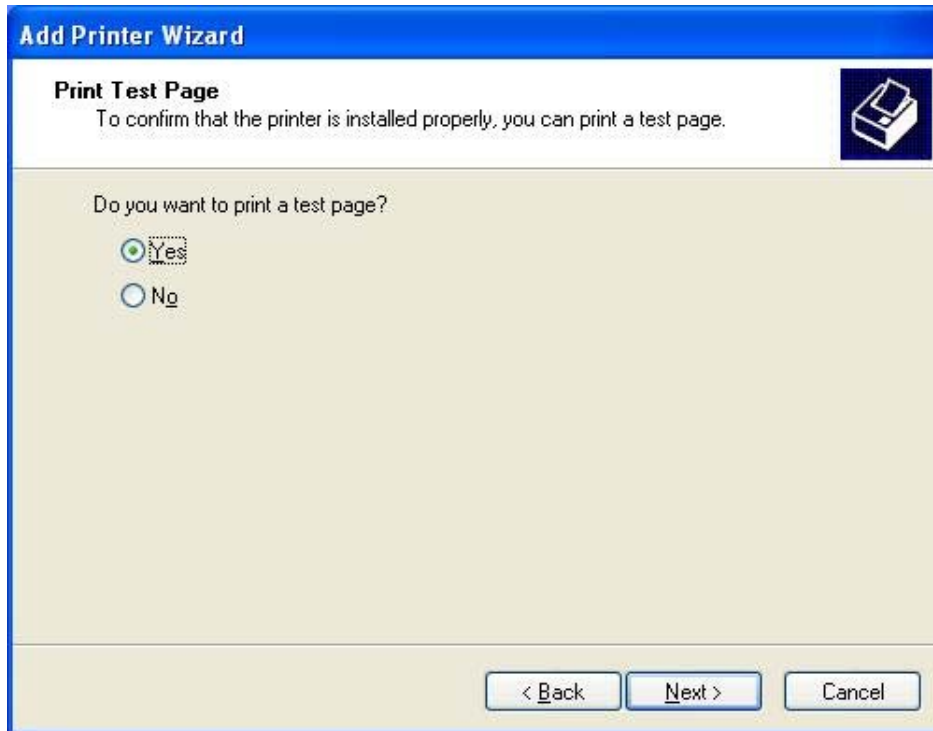 Add Printer Wizard
Print Test Page
To confirm that the printer is installed properly, you can print a test page.
Do you want to print a test page?
Yes
No
< Back Next > Cancel